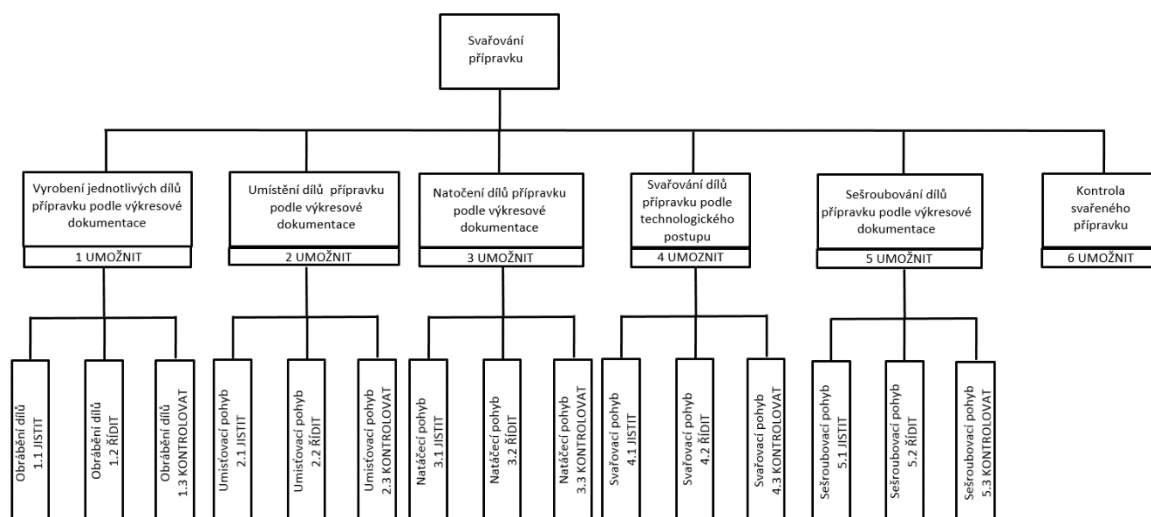 Svařování
přípravku
Vyrobení jednotlivých dílů
přípravku podle výkresové
dokumentace
1 UMOŽNIT
Umístění dílů přípravku
podle výkresové
dokumentace
2 UMOŽNIT
Natočení dílů přípravku
podle výkresové
dokumentace
3 UMOŽNIT
Svařování dílů
přípravku podle
technologického
postupu
4 UMOZNIT
Sešroubování dílů
přípravku podle výkresové
dokumentace
5 UMOŽNIT
Kontrola
svařeného
přípravku
6 UMOŽNIT
Obrábění dílů
1.1 JISTIT
Obrábění dílů
1.2 ŘÍDIT
Obrábění dílů
1.3 KONTROLOVAT
Umisťovací pohyb
2.1 JISTIT
Umisťovací pohyb
2.2 ŘÍDIT
Umisťovací pohyb
2.3 KONTROLOVAT
Natáčecí pohyb
3.1 JISTIT
Natáčecí pohyb
3.2 ŘÍDIT
Natáčecí pohyb
3.3 KONTROLOVAT
Svařovací pohyb
4.1 JISTIT
Svařovací pohyb
4.2 ŘÍDIT
Svařovací pohyb
4.3 KONTROLOVAT
Sešroubovací pohyb
5.1 JISTIT
Sešroubovací pohyb
5.2 ŘÍDIT
Sešroubovací pohyb
5.3 KONTROLOVAT